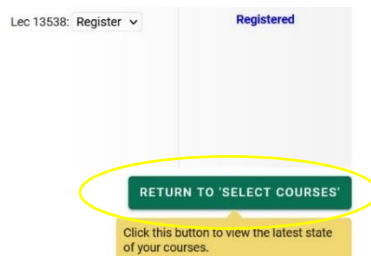 Lec 13538: Register Registered
RETURN TO 'SELECT COURSES'
Click this button to view the latest state
of your courses.